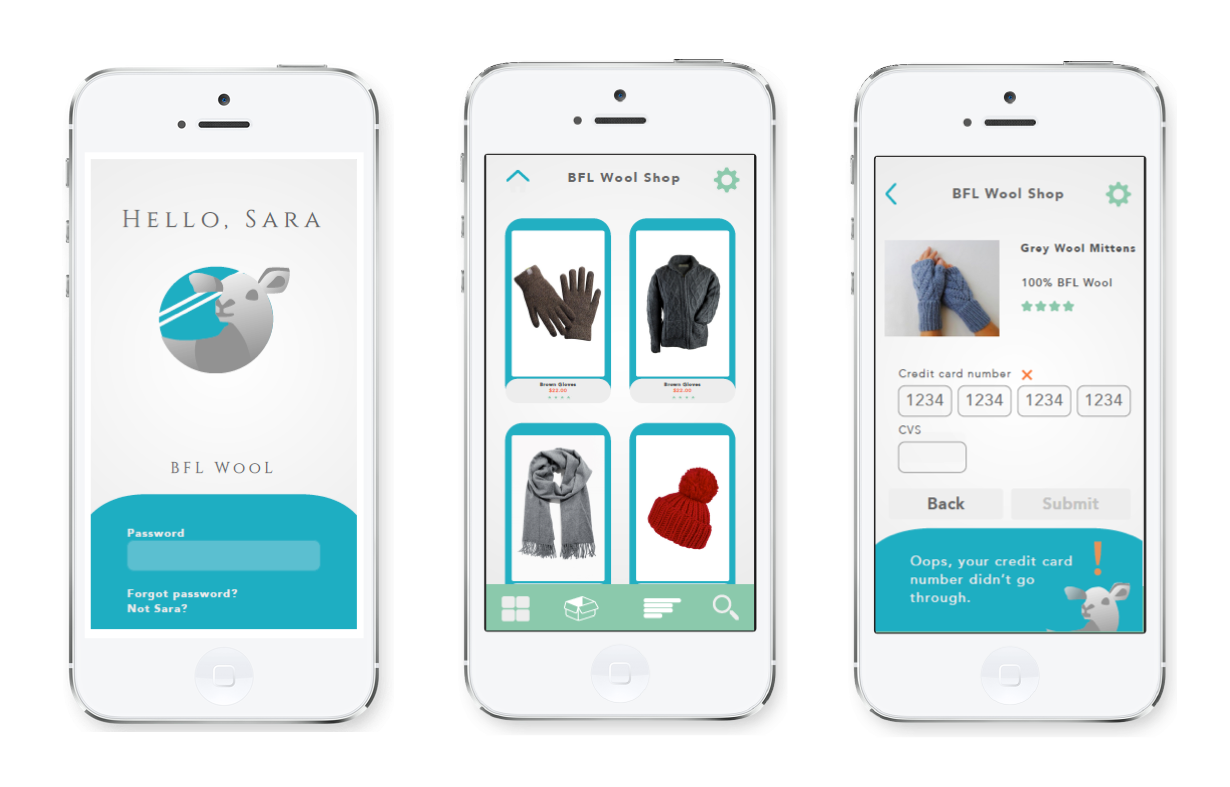 HELLO, SARA
BFL WOOL
Password
Forgot password?
Not Sara?
BFL Wool Shop
Brown Gloves
$22.00
Brown Gloves
$22.00
BFL Wool Shop
Grey Wool Mittens
100% BFL Wool
Credit card number
1234 1234 1234 1234
CVS
Back Submit
Oops, your credit card
number didn't go
through.
!